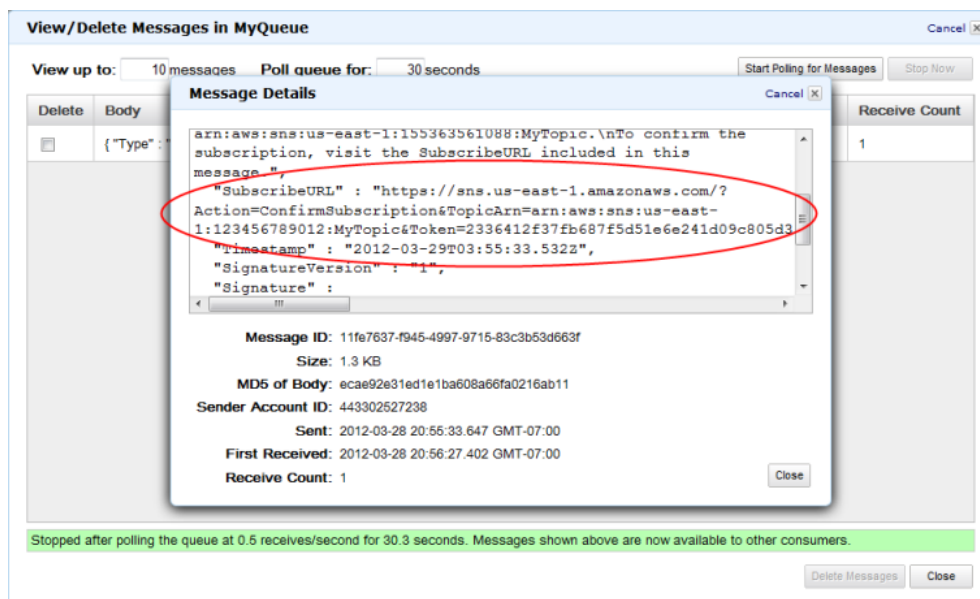 View/Delete Messages in MyQueue
Cancel
View up to: 10 messages Poll queue for: 30 seconds
Start Polling for Messages
Stop Now
Delete Body Receive Count
{ "Type" : "
1
Message Details
Cancel
arn:aws:sns:us-east-1:155363561088:MyTopic.\nTo confirm the
subscription, visit the SubscribeURL included in this
message.",
"SubscribeURL" : "https://sns.us-east-1.amazonaws.com/?
Action=ConfirmSubscription&TopicArn=arn:aws:sns:us-east-
1:123456789012:MyTopic&Token=2336412f37fb687f5d51e6e241d09c805d3
"Timestamp" : "2012-03-29T03:55:33.532Z",
"SignatureVersion" : "1",
"Signature" :
Message ID: 11fe7637-f945-4997-9715-83c3b53d663f
Size: 1.3 KB
MD5 of Body: ecae92e31ed1e1ba608a66fa0216ab11
Sender Account ID: 443302527238
Sent: 2012-03-28 20:55:33.647 GMT-07:00
First Received: 2012-03-28 20:56:27.402 GMT-07:00
Receive Count: 1
Close
Stopped after polling the queue at 0.5 receives/second for 30.3 seconds. Messages shown above are now available to other consumers.
Delete Messages
Close